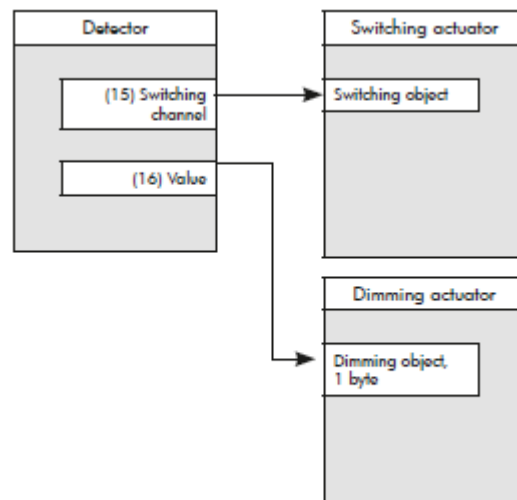 Detector
(15) Switching
channel
(16) Value
Switching actuator
Switching object
Dimming actuator
Dimming object,
1 byte